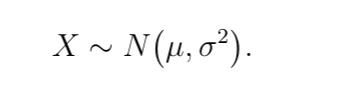 X ∼ N(μ, σ²).